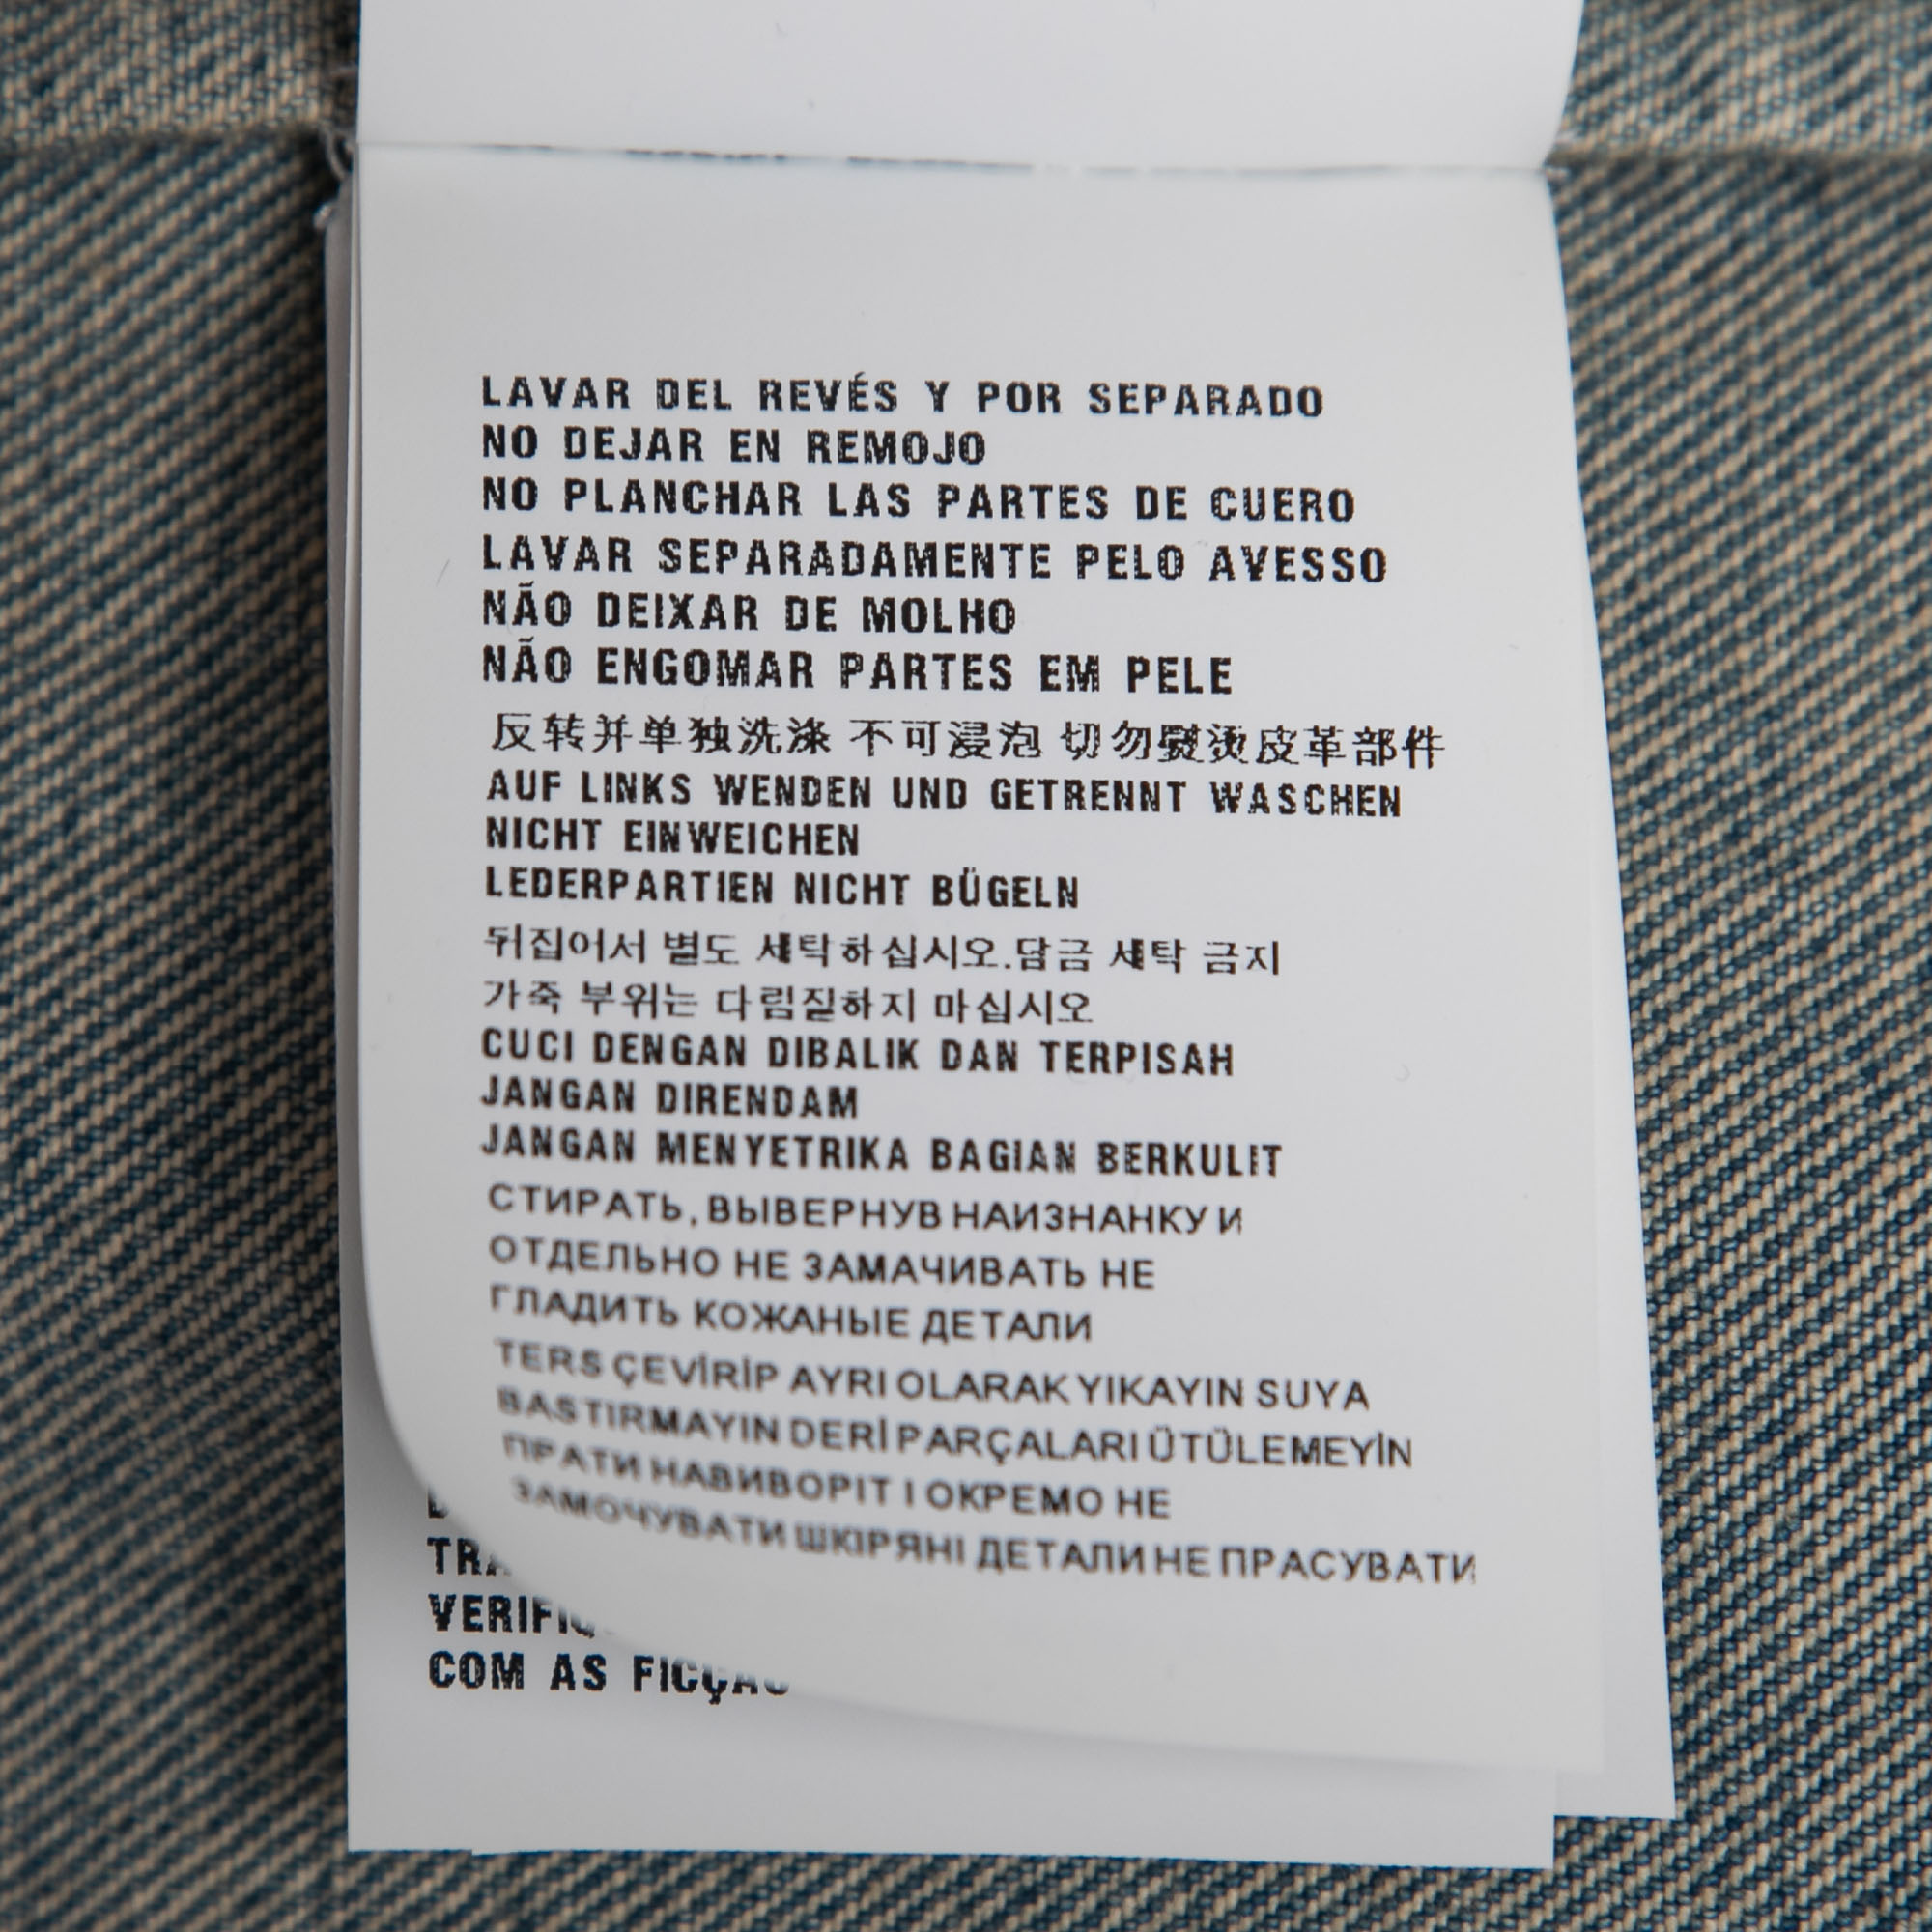 LAVAR DEL REVÉS Y POR SEPARADO
NO DEJAR EN REMOJO
NO PLANCHAR LAS PARTES DE CUERO
LAVAR SEPARADAMENTE PELO AVESSO
NÃO DEIXAR DE MOLHO
NÃO ENGOMAR PARTES EM PELE
反转并单独洗涤 不可浸泡 切勿熨烫皮革部件
AUF LINKS WENDEN UND GETRENNT WASCHEN
NICHT EINWEICHEN
LEDERPARTIEN NICHT BÜGELN
뒤집어서 별도 세탁하십시오.담금 세탁 금지
가죽 부위는 다림질하지 마십시오
CUCI DENGAN DIBALIK DAN TERPISAH
JANGAN DIRENDAM
JANGAN MENYETRIKA BAGIAN BERKULIT
СТИРАТЬ, ВЫВЕРНУВ НАИЗНАНКУ И
ОТДЕЛЬНО НЕ ЗАМАЧИВАТЬ НЕ
ГЛАДИТЬ КОЖАНЫЕ ДЕТАЛИ
TERS ÇEVİRİP AYRI OLARAK YIKAYIN SUYA
BASTIRMAYIN DERİ PARÇALARI ÜTÜLEMEYİN
ПРАТИ НАВИВОРІТ І ОКРЕМО НЕ
ЗАМОЧУВАТИ ШКІРЯНІ ДЕТАЛИ НЕ ПРАСУВАТИ
COM AS